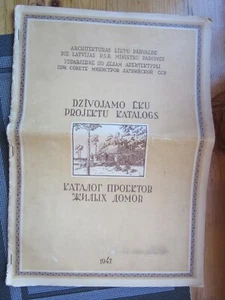 ARCHITEKTURAS LIETU PĀRVALDE
PIE LATVIJAS P.S.R. MINISTRU PADOMES
УПРАВЛЕНИЕ ПО ДЕЛАМ АРХИТЕКТУРЫ
ПРИ СОВЕТЕ МИНИСТРОВ ЛАТВИЙСКОЙ ССР
DZĪVOJAMO ĒKU
PROJEKTU KATALOGS
КАТАЛОГ ПРОЕКТОВ
ЖИЛЫХ ДОМОВ
1947